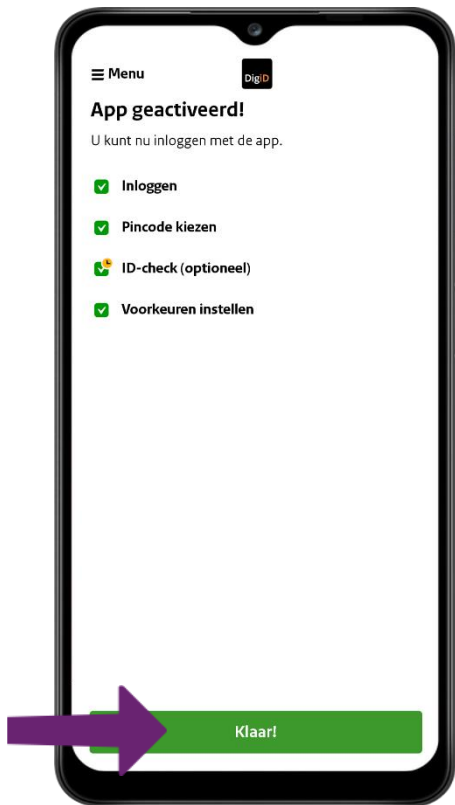 Menu
DigiD
App geactiveerd!
U kunt nu inloggen met de app.
Inloggen
Pincode kiezen
ID-check (optioneel)
Voorkeuren instellen
Klaar!